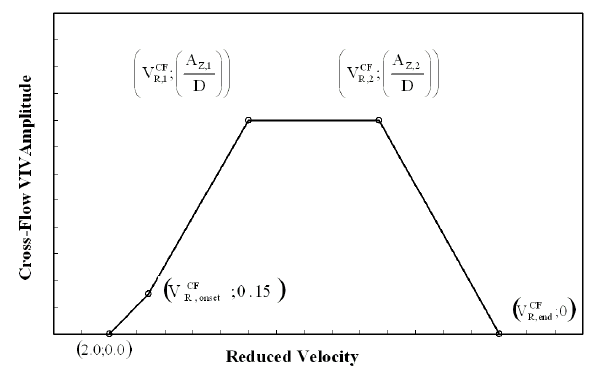 (V_{R,1}^{CF};(A_{Z,1}/D))
(V_{R,2}^{CF};(A_{Z,2}/D))
Cross-Flow VIV Amplitude
(V_{R,onset}^{CF};0.15)
(V_{R,end}^{CF};0)
(2.0;0.0)
Reduced Velocity